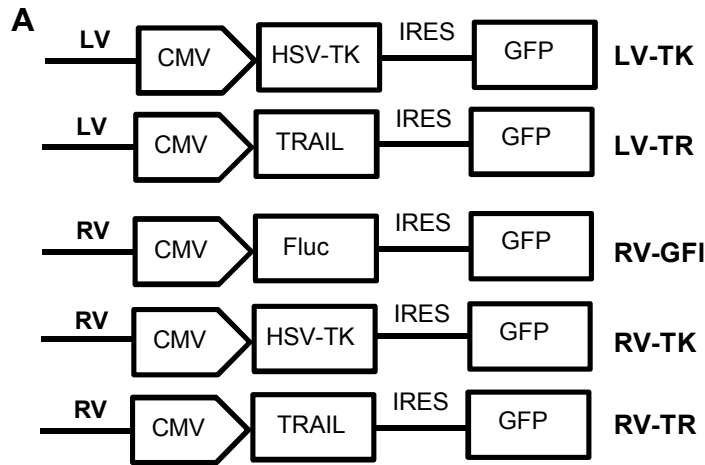 A
LV CMV HSV-TK IRES GFP LV-TK
LV CMV TRAIL IRES GFP LV-TR
RV CMV Fluc IRES GFP RV-GFl
RV CMV HSV-TK IRES GFP RV-TK
RV CMV TRAIL IRES GFP RV-TR